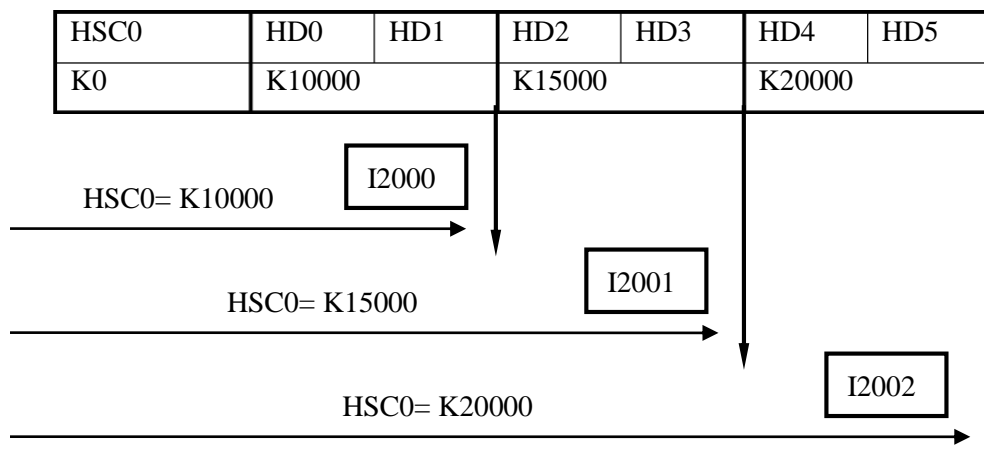 HSC0 HD0 HD1 HD2 HD3 HD4 HD5
K0 K10000 K15000 K20000
I2000
HSC0= K10000
I2001
HSC0= K15000
I2002
HSC0= K20000